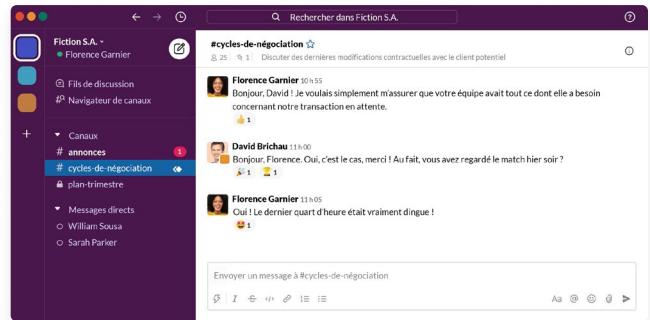 Rechercher dans Fiction S.A.
Fiction S.A.
Florence Garnier
Fils de discussion
Navigateur de canaux
Canaux
# annonces 1
# cycles-de-négociation
plan-trimestre
Messages directs
William Sousa
Sarah Parker
#cycles-de-négociation
25 1 Discuter des dernières modifications contractuelles avec le client potentiel
Florence Garnier 10 h 55
Bonjour, David ! Je voulais simplement m'assurer que votre équipe avait tout ce dont elle a besoin
concernant notre transaction en attente.
1
David Brichau 11 h 00
Bonjour, Florence. Oui, c'est le cas, merci ! Au fait, vous avez regardé le match hier soir ?
1 1
Florence Garnier 11 h 05
Oui ! Le dernier quart d'heure était vraiment dingue !
1
Envoyer un message à #cycles-de-négociation
Aa @